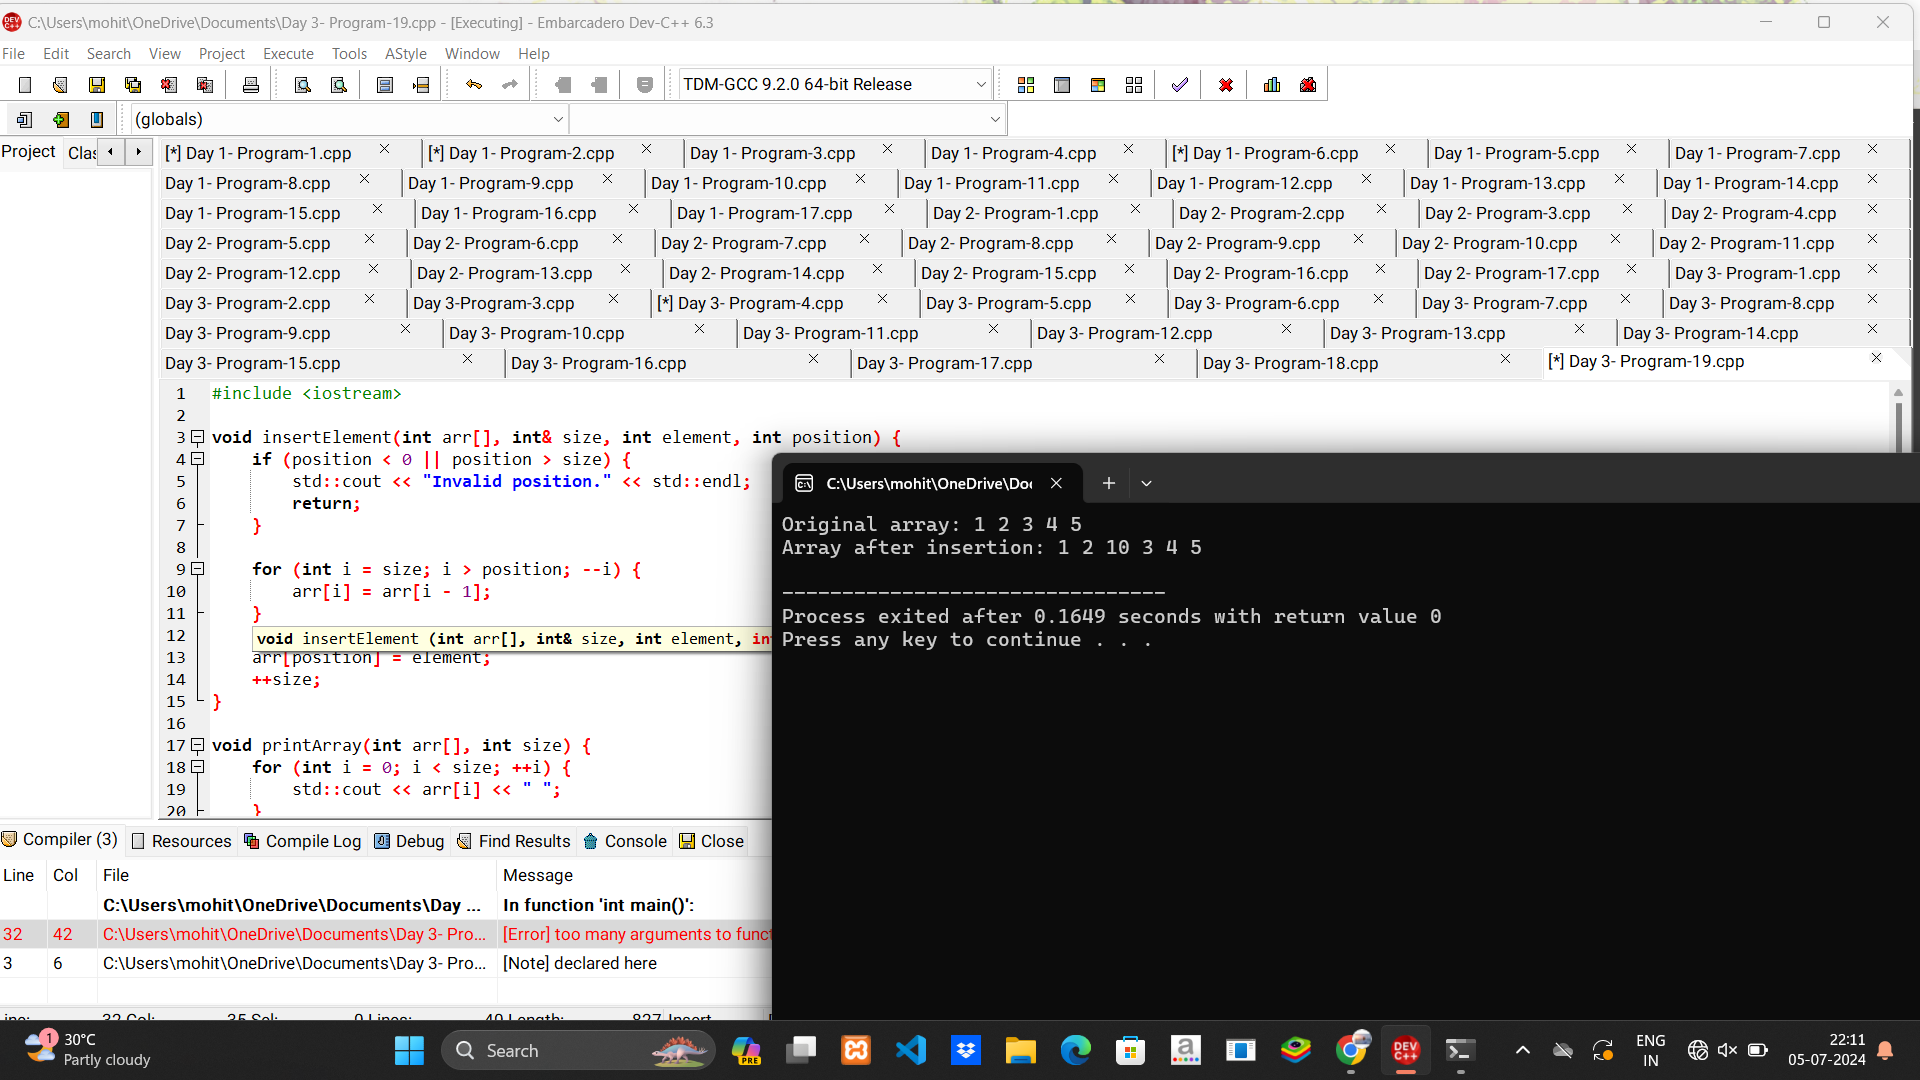 C:\Users\mohit\OneDrive\Documents\Day 3- Program-19.cpp - [Executing] - Embarcadero Dev-C++ 6.3
File Edit Search View Project Execute Tools AStyle Window Help
TDM-GCC 9.2.0 64-bit Release
(globals)
Project Clas
[*] Day 1- Program-1.cpp [*] Day 1- Program-2.cpp Day 1- Program-3.cpp Day 1- Program-4.cpp [*] Day 1- Program-6.cpp Day 1- Program-5.cpp Day 1- Program-7.cpp
Day 1- Program-8.cpp Day 1- Program-9.cpp Day 1- Program-10.cpp Day 1- Program-11.cpp Day 1- Program-12.cpp Day 1- Program-13.cpp Day 1- Program-14.cpp
Day 1- Program-15.cpp Day 1- Program-16.cpp Day 1- Program-17.cpp Day 2- Program-1.cpp Day 2- Program-2.cpp Day 2- Program-3.cpp Day 2- Program-4.cpp
Day 2- Program-5.cpp Day 2- Program-6.cpp Day 2- Program-7.cpp Day 2- Program-8.cpp Day 2- Program-9.cpp Day 2- Program-10.cpp Day 2- Program-11.cpp
Day 2- Program-12.cpp Day 2- Program-13.cpp Day 2- Program-14.cpp Day 2- Program-15.cpp Day 2- Program-16.cpp Day 2- Program-17.cpp Day 3- Program-1.cpp
Day 3- Program-2.cpp Day 3-Program-3.cpp [*] Day 3- Program-4.cpp Day 3- Program-5.cpp Day 3- Program-6.cpp Day 3- Program-7.cpp Day 3- Program-8.cpp
Day 3- Program-9.cpp Day 3- Program-10.cpp Day 3- Program-11.cpp Day 3- Program-12.cpp Day 3- Program-13.cpp Day 3- Program-14.cpp
Day 3- Program-15.cpp Day 3- Program-16.cpp Day 3- Program-17.cpp Day 3- Program-18.cpp [*] Day 3- Program-19.cpp
1 #include <iostream>
2
3 void insertElement(int arr[], int& size, int element, int position) {
4 if (position < 0 || position > size) {
5 std::cout << "Invalid position." << std::endl;
6 return;
7 }
8
9 for (int i = size; i > position; --i) {
10 arr[i] = arr[i - 1];
11 }
12 void insertElement (int arr[], int& size, int element, int
13 arr[position] = element;
14 ++size;
15 }
16
17 void printArray(int arr[], int size) {
18 for (int i = 0; i < size; ++i) {
19 std::cout << arr[i] << " ";
20 }
C:\Users\mohit\OneDrive\Doc
Original array: 1 2 3 4 5
Array after insertion: 1 2 10 3 4 5
--------------------------------
Process exited after 0.1649 seconds with return value 0
Press any key to continue . . .
Compiler (3) Resources Compile Log Debug Find Results Console Close
Line Col File Message
C:\Users\mohit\OneDrive\Documents\Day ... In function 'int main()':
32 42 C:\Users\mohit\OneDrive\Documents\Day 3- Pro... [Error] too many arguments to funct
3 6 C:\Users\mohit\OneDrive\Documents\Day 3- Pro... [Note] declared here
32 Col: 35 Sel: 0 Lines: 40 Length: 827 Insert
1 30°C
Partly cloudy
Search
PRE
DEV C++
ENG
IN
22:11
05-07-2024